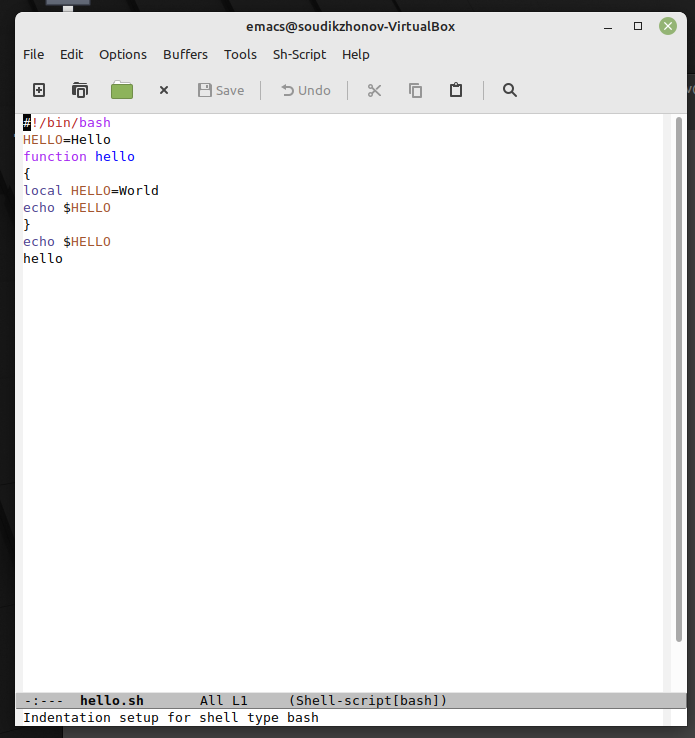 emacs@soudikzhonov-VirtualBox
File Edit Options Buffers Tools Sh-Script Help
Save Undo
#!/bin/bash
HELLO=Hello
function hello
{
local HELLO=World
echo $HELLO
}
echo $HELLO
hello
-:--- hello.sh All L1 (Shell-script[bash])
Indentation setup for shell type bash